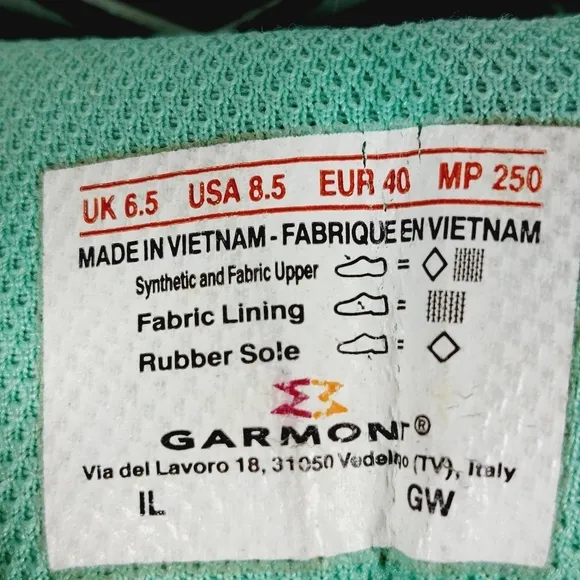 UK 6.5 USA 8.5 EUR 40 MP 250
MADE IN VIETNAM - FABRIQUE EN VIETNAM
Synthetic and Fabric Upper =
Fabric Lining =
Rubber Sole =
GARMONT®
Via del Lavoro 18, 31050 Vedelago (TV), Italy
IL GW